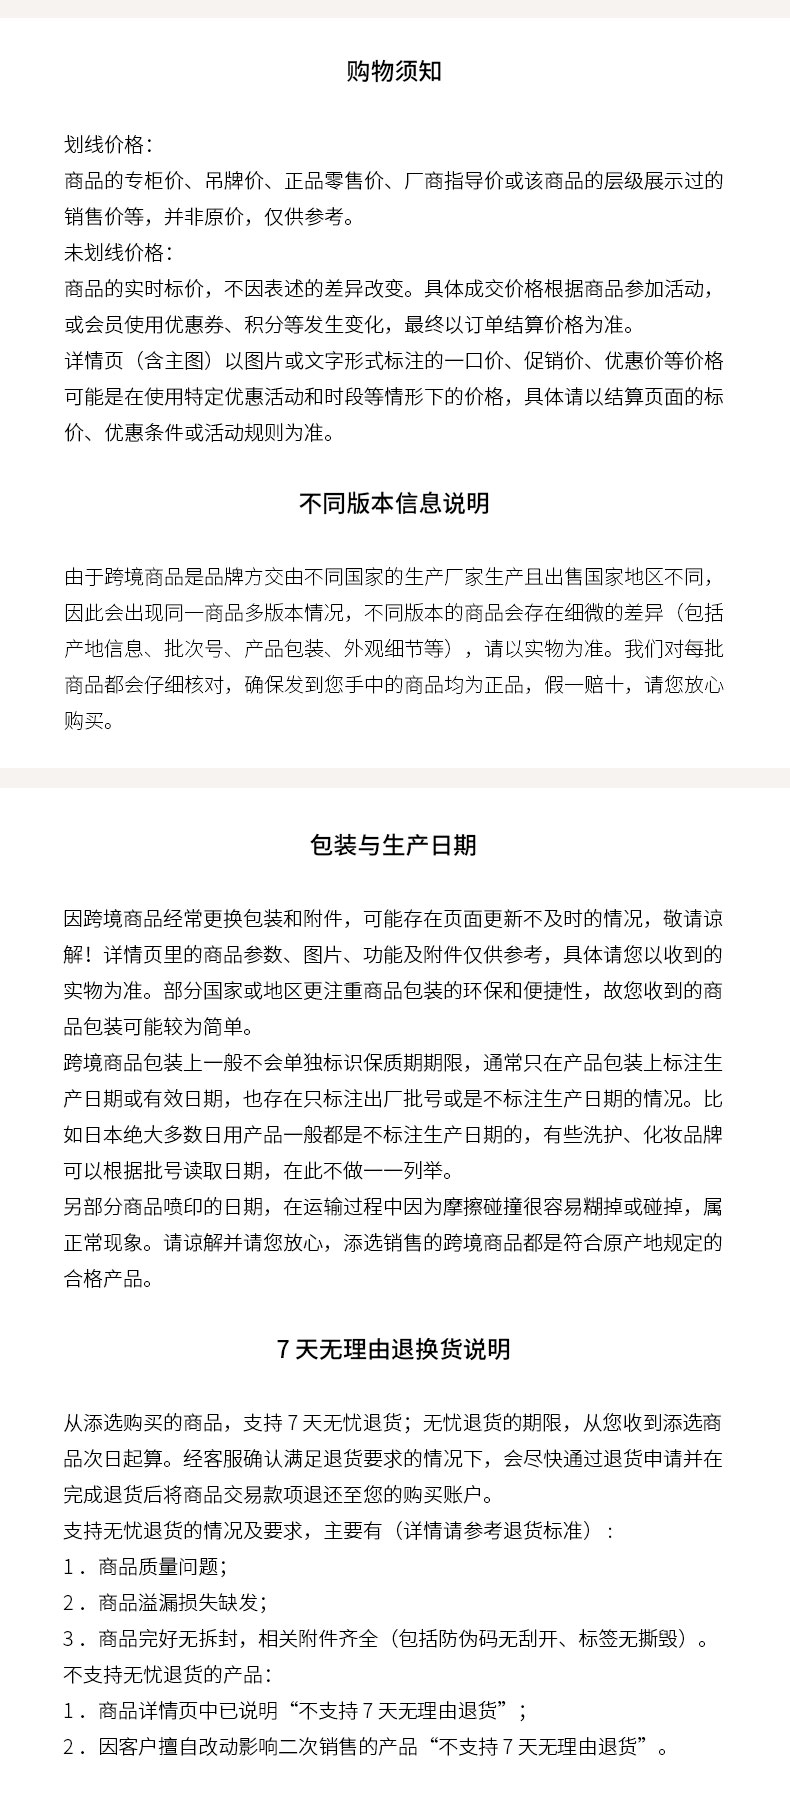 购物须知
划线价格：
商品的专柜价、吊牌价、正品零售价、厂商指导价或该商品的层级展示过的
销售价等，并非原价，仅供参考。
未划线价格：
商品的实时标价，不因表述的差异改变。具体成交价格根据商品参加活动，
或会员使用优惠券、积分等发生变化，最终以订单结算价格为准。
详情页（含主图）以图片或文字形式标注的一口价、促销价、优惠价等价格
可能是在使用特定优惠活动和时段等情形下的价格，具体请以结算页面的标
价、优惠条件或活动规则为准。
不同版本信息说明
由于跨境商品是品牌方交由不同国家的生产厂家生产且出售国家地区不同，
因此会出现同一商品多版本情况，不同版本的商品会存在细微的差异（包括
产地信息、批次号、产品包装、外观细节等），请以实物为准。我们对每批
商品都会仔细核对，确保发到您手中的商品均为正品，假一赔十，请您放心
购买。
包装与生产日期
因跨境商品经常更换包装和附件，可能存在页面更新不及时的情况，敬请谅
解！详情页里的商品参数、图片、功能及附件仅供参考，具体请您以收到的
实物为准。部分国家或地区更注重商品包装的环保和便捷性，故您收到的商
品包装可能较为简单。
跨境商品包装上一般不会单独标识保质期期限，通常只在产品包装上标注生
产日期或有效日期，也存在只标注出厂批号或是不标注生产日期的情况。比
如日本绝大多数日用产品一般都是不标注生产日期的，有些洗护、化妆品牌
可以根据批号读取日期，在此不做一一列举。
另部分商品喷印的日期，在运输过程中因为摩擦碰撞很容易糊掉或碰掉，属
正常现象。请谅解并请您放心，添选销售的跨境商品都是符合原产地规定的
合格产品。
7 天无理由退换货说明
从添选购买的商品，支持 7 天无忧退货；无忧退货的期限，从您收到添选商
品次日起算。经客服确认满足退货要求的情况下，会尽快通过退货申请并在
完成退货后将商品交易款项退还至您的购买账户。
支持无忧退货的情况及要求，主要有（详情请参考退货标准）：
1 ．商品质量问题；
2 ．商品溢漏损失缺发；
3 ．商品完好无拆封，相关附件齐全（包括防伪码无刮开、标签无撕毁）。
不支持无忧退货的产品：
1 ．商品详情页中已说明“不支持 7 天无理由退货”；
2 ．因客户擅自改动影响二次销售的产品“不支持 7 天无理由退货”。